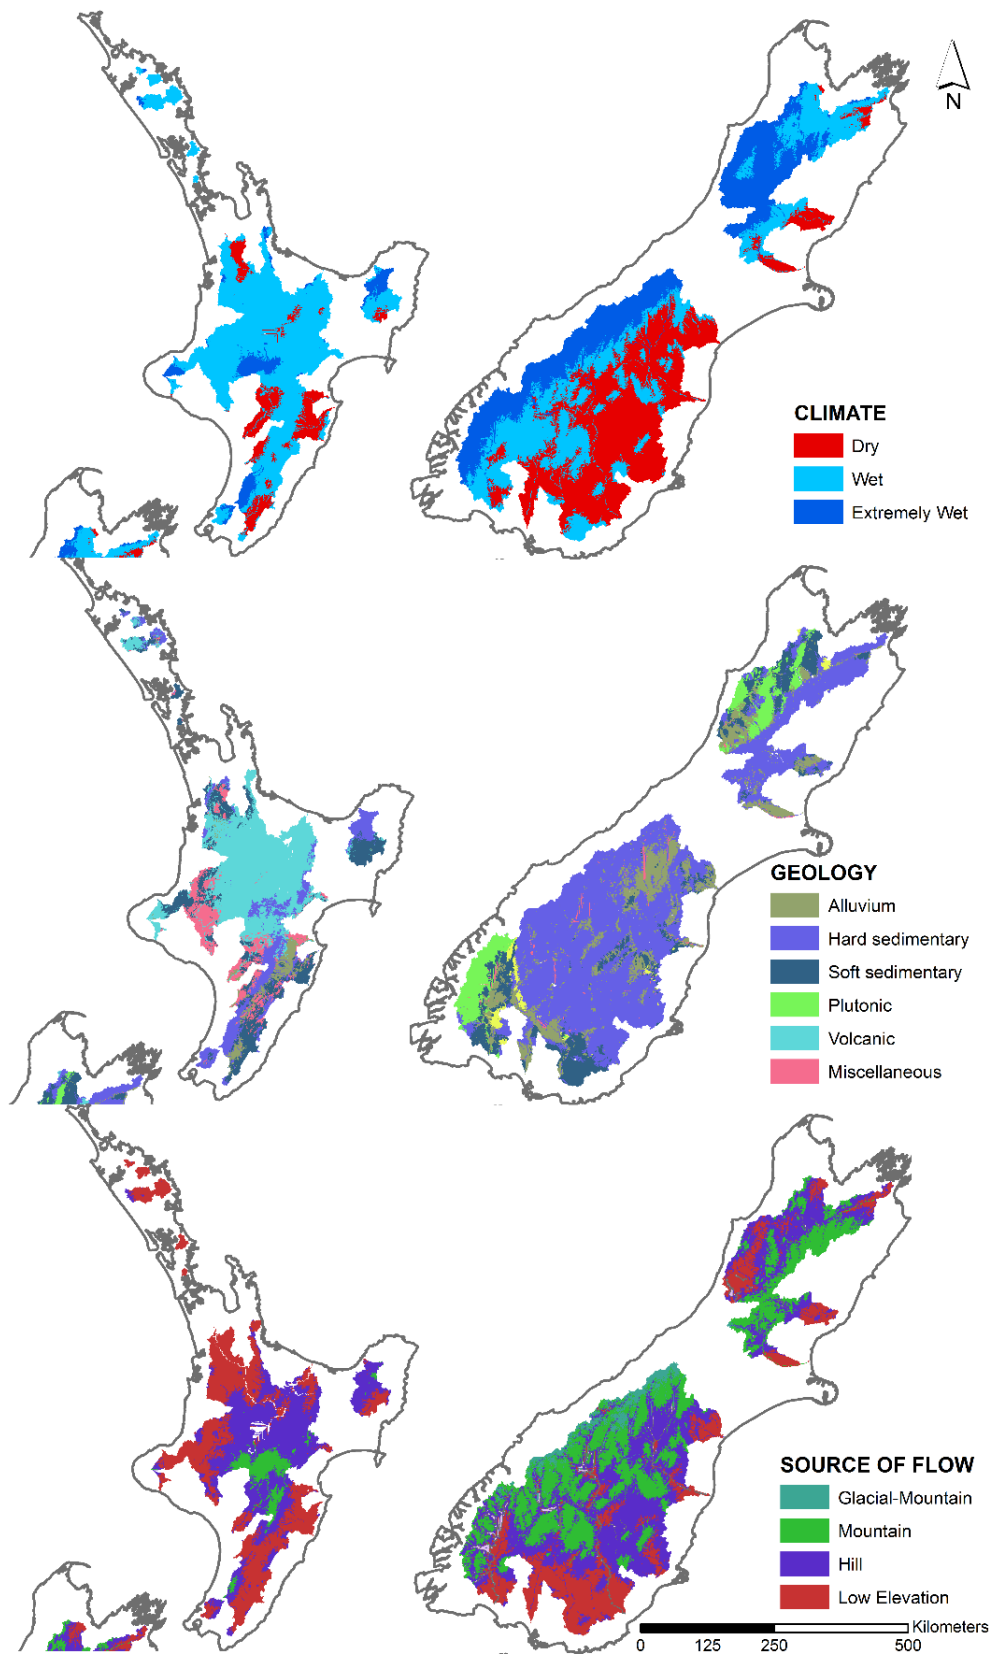 N
CLIMATE
Dry
Wet
Extremely Wet
GEOLOGY
Alluvium
Hard sedimentary
Soft sedimentary
Plutonic
Volcanic
Miscellaneous
SOURCE OF FLOW
Glacial-Mountain
Mountain
Hill
Low Elevation
Kilometers
0 125 250 500